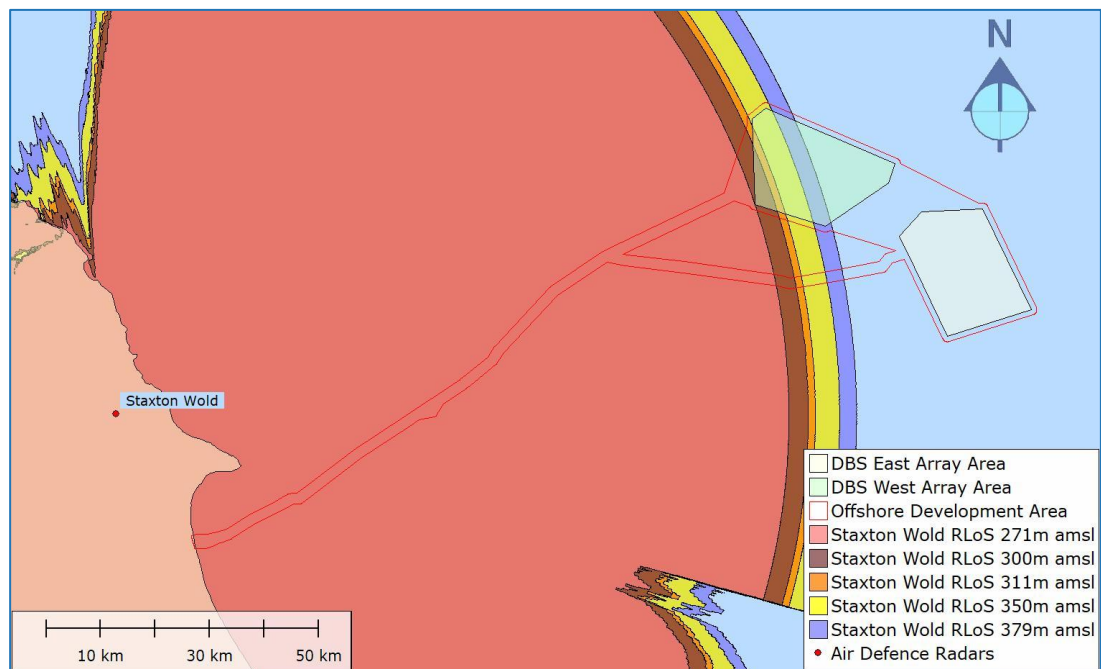 N
Staxton Wold
DBS East Array Area
DBS West Array Area
Offshore Development Area
Staxton Wold RLoS 271m amsl
Staxton Wold RLoS 300m amsl
Staxton Wold RLoS 311m amsl
Staxton Wold RLoS 350m amsl
Staxton Wold RLoS 379m amsl
Air Defence Radars
10 km 30 km 50 km